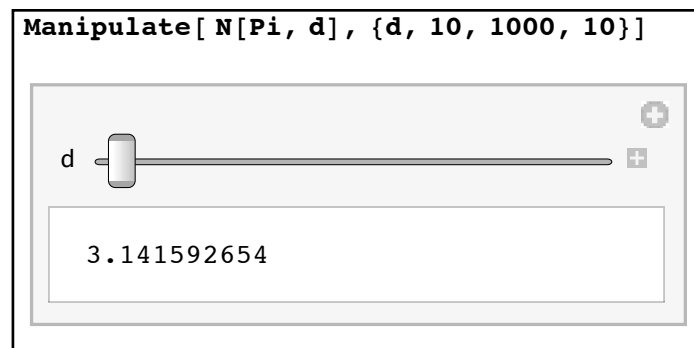 Manipulate[ N[Pi, d], {d, 10, 1000, 10}]
d
3.141592654